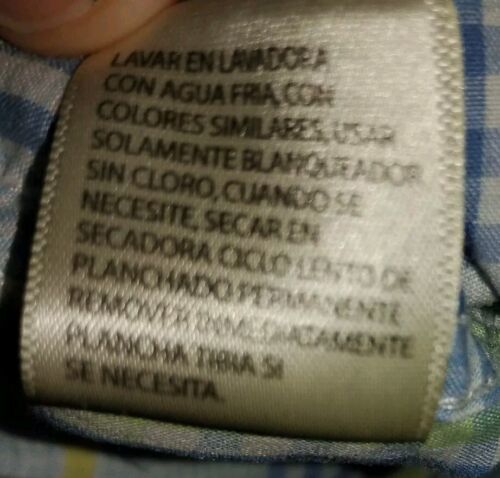 LAVAR EN LAVADORA
CON AGUA FRIA, CON
COLORES SIMILARES, USAR
SOLAMENTE BLANQUEADOR
SIN CLORO, CUANDO SE
NECESITE, SECAR EN
SECADORA CICLO LENTO DE
PLANCHADO PERMANENTE
REMOVER INMEDIATAMENTE
PLANCHA TIBIA SI
SE NECESITA.